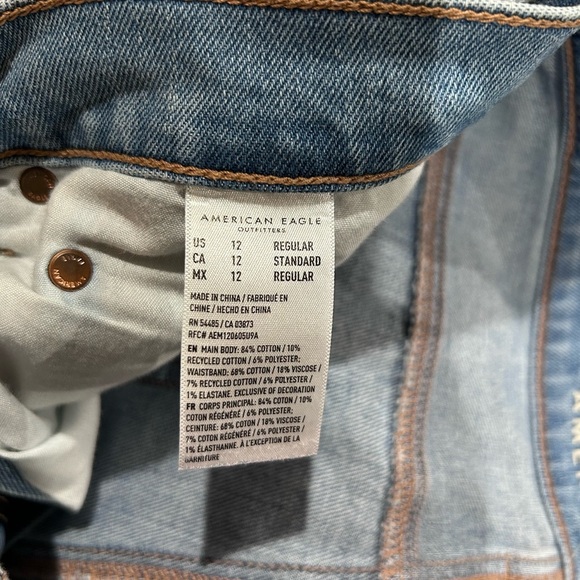 AMERICAN EAGLE
OUTFITTERS
US 12 REGULAR
CA 12 STANDARD
MX 12 REGULAR
MADE IN CHINA / FABRIQUÉ EN
CHINE / HECHO EN CHINA
RN 54485 / CA 03873
RFC# AEM120605U9A
EN MAIN BODY: 84% COTTON / 10%
RECYCLED COTTON / 6% POLYESTER;
WAISTBAND: 68% COTTON / 18% VISCOSE /
7% RECYCLED COTTON / 6% POLYESTER /
1% ELASTANE. EXCLUSIVE OF DECORATION
FR CORPS PRINCIPAL: 84% COTON / 10%
COTON RÉGÉNÉRÉ / 6% POLYESTER;
CEINTURE: 68% COTON / 18% VISCOSE /
7% COTON RÉGÉNÉRÉ / 6% POLYESTER /
1% ÉLASTHANNE. À L'EXCEPTION DE LA
GARNITURE
AMERICAN